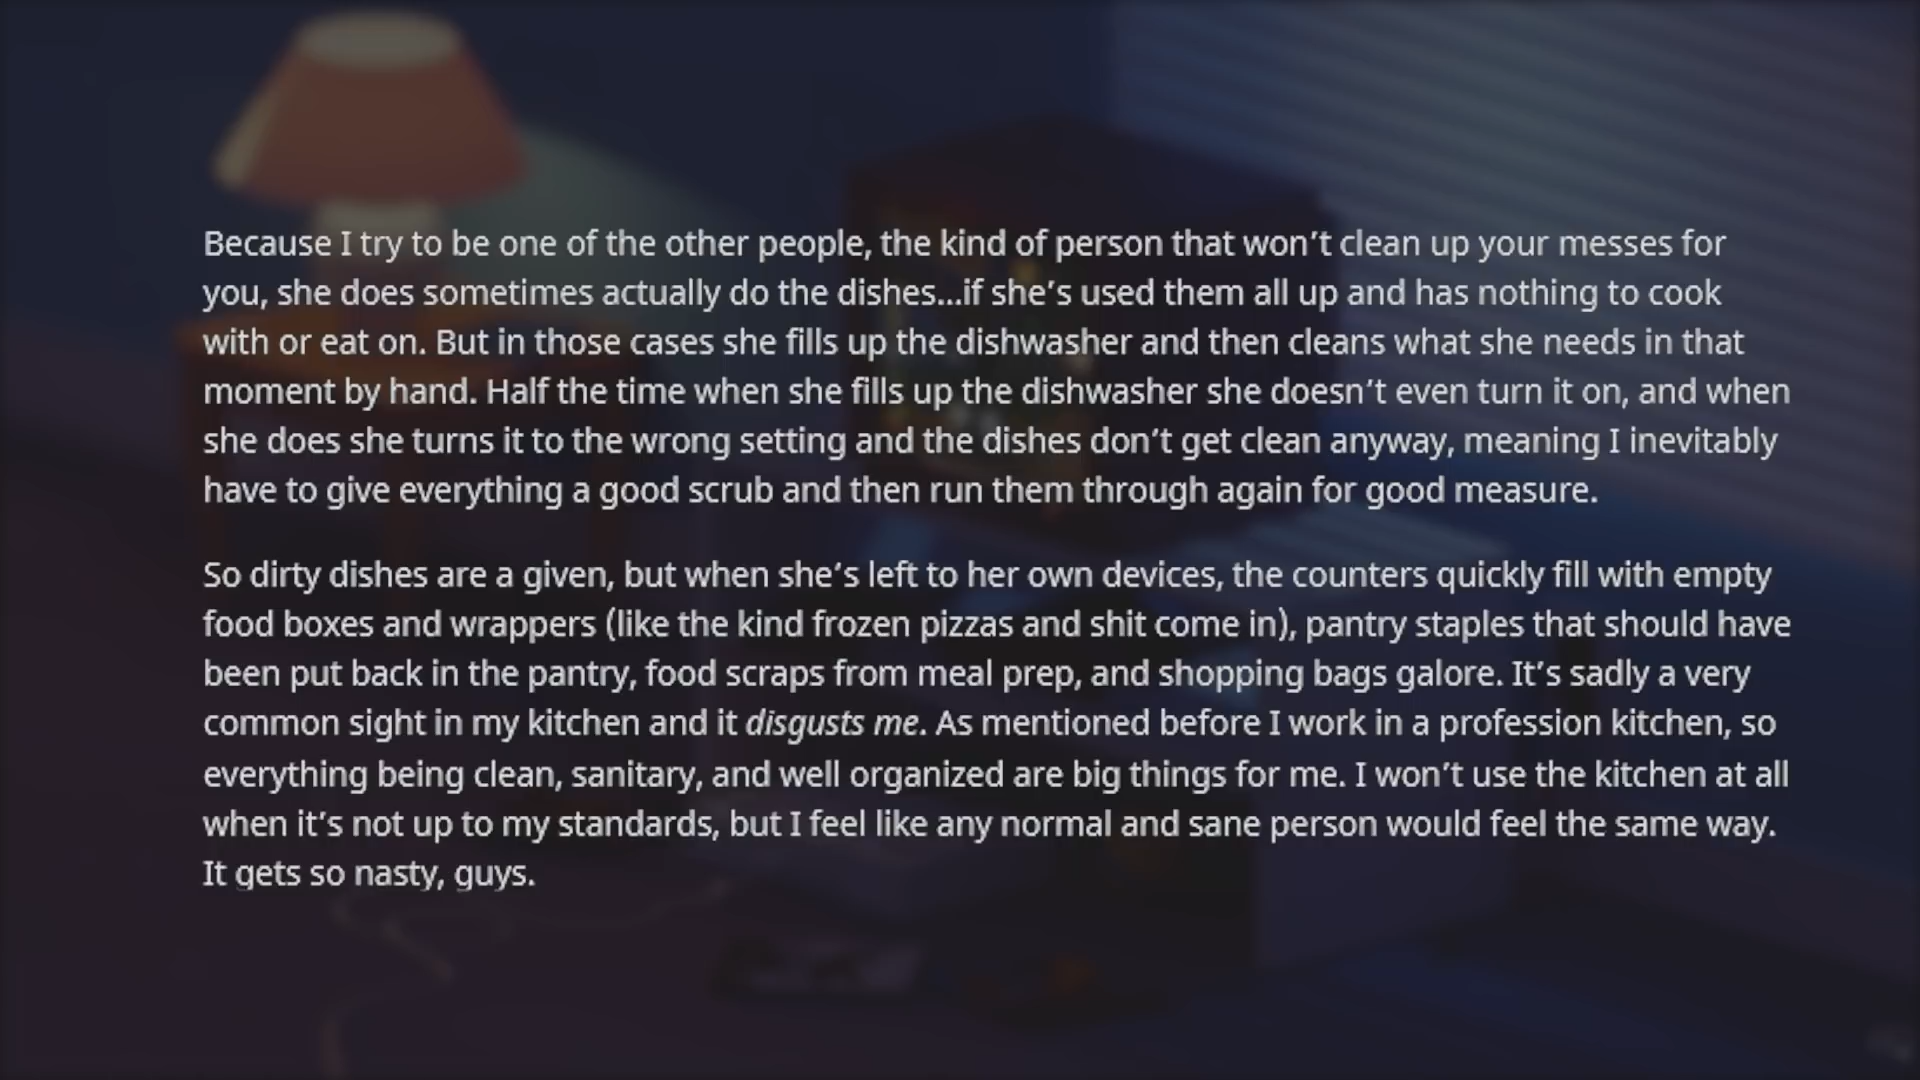 Because I try to be one of the other people, the kind of person that won’t clean up your messes for
you, she does sometimes actually do the dishes...if she’s used them all up and has nothing to cook
with or eat on. But in those cases she fills up the dishwasher and then cleans what she needs in that
moment by hand. Half the time when she fills up the dishwasher she doesn’t even turn it on, and when
she does she turns it to the wrong setting and the dishes don’t get clean anyway, meaning I inevitably
have to give everything a good scrub and then run them through again for good measure.
So dirty dishes are a given, but when she’s left to her own devices, the counters quickly fill with empty
food boxes and wrappers (like the kind frozen pizzas and shit come in), pantry staples that should have
been put back in the pantry, food scraps from meal prep, and shopping bags galore. It’s sadly a very
common sight in my kitchen and it disgusts me. As mentioned before I work in a profession kitchen, so
everything being clean, sanitary, and well organized are big things for me. I won’t use the kitchen at all
when it’s not up to my standards, but I feel like any normal and sane person would feel the same way.
It gets so nasty, guys.